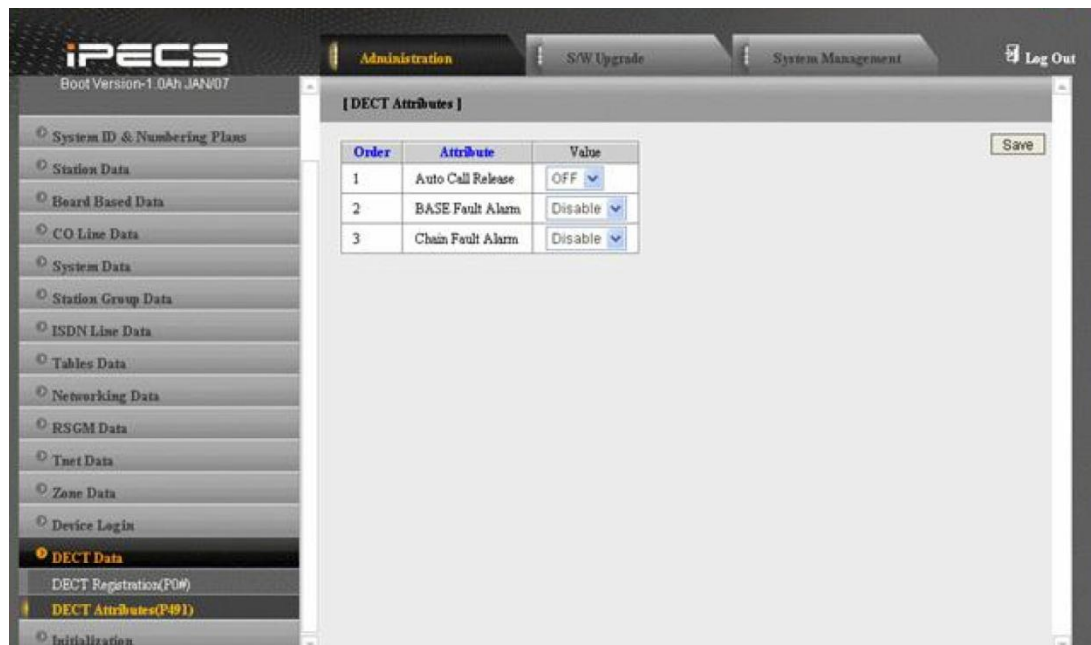 iPECS
Administration
S/W Upgrade
System Management
Log Out
Boot Version-1.0Ah JAN/07
System ID & Numbering Plans
Station Data
Board Based Data
CO Line Data
System Data
Station Group Data
ISDN Line Data
Tables Data
Networking Data
RSGM Data
Tnet Data
Zone Data
Device Login
DECT Data
DECT Registration(P0#)
DECT Attributes(P491)
Initialization
[ DECT Attributes ]
Save
Order Attribute Value
1 Auto Call Release OFF
2 BASE Fault Alarm Disable
3 Chain Fault Alarm Disable